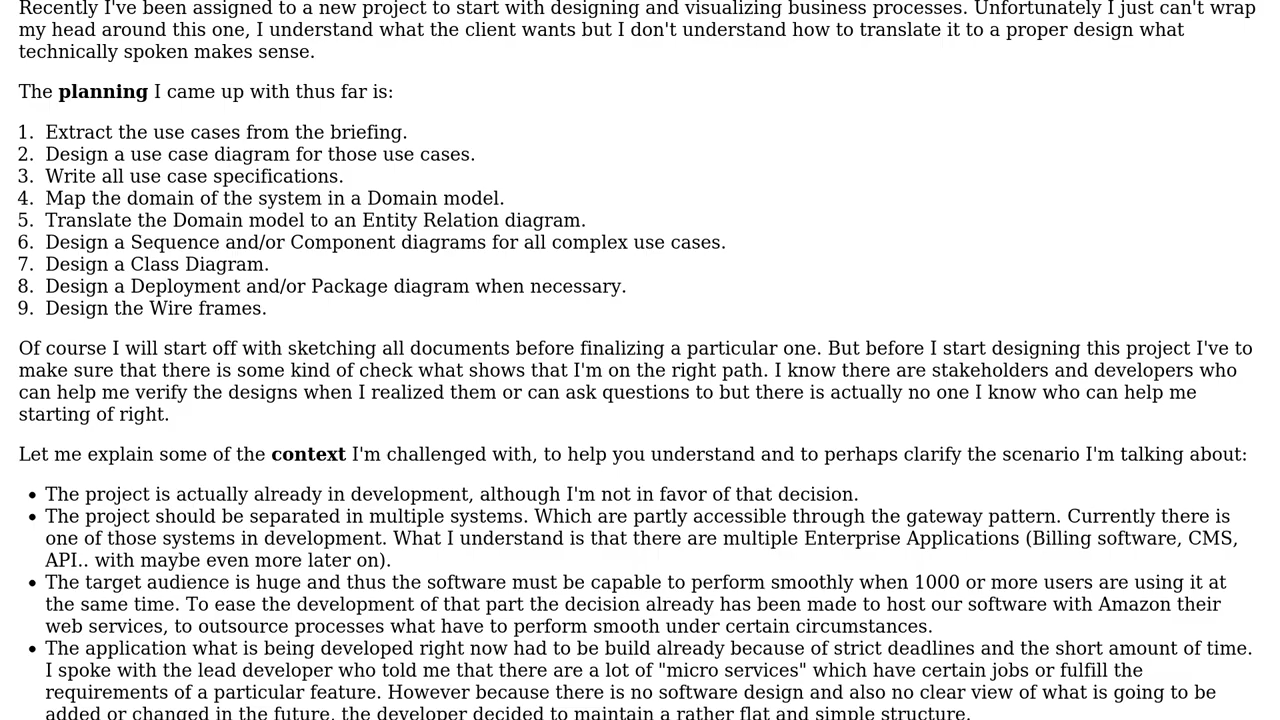 Recently I've been assigned to a new project to start with designing and visualizing business processes. Unfortunately I just can't wrap
my head around this one, I understand what the client wants but I don't understand how to translate it to a proper design what
technically spoken makes sense.
The planning I came up with thus far is:
1. Extract the use cases from the briefing.
2. Design a use case diagram for those use cases.
3. Write all use case specifications.
4. Map the domain of the system in a Domain model.
5. Translate the Domain model to an Entity Relation diagram.
6. Design a Sequence and/or Component diagrams for all complex use cases.
7. Design a Class Diagram.
8. Design a Deployment and/or Package diagram when necessary.
9. Design the Wire frames.
Of course I will start off with sketching all documents before finalizing a particular one. But before I start designing this project I've to
make sure that there is some kind of check what shows that I'm on the right path. I know there are stakeholders and developers who
can help me verify the designs when I realized them or can ask questions to but there is actually no one I know who can help me
starting of right.
Let me explain some of the context I'm challenged with, to help you understand and to perhaps clarify the scenario I'm talking about:
• The project is actually already in development, although I'm not in favor of that decision.
• The project should be separated in multiple systems. Which are partly accessible through the gateway pattern. Currently there is
one of those systems in development. What I understand is that there are multiple Enterprise Applications (Billing software, CMS,
API.. with maybe even more later on).
• The target audience is huge and thus the software must be capable to perform smoothly when 1000 or more users are using it at
the same time. To ease the development of that part the decision already has been made to host our software with Amazon their
web services, to outsource processes what have to perform smooth under certain circumstances.
• The application what is being developed right now had to be build already because of strict deadlines and the short amount of time.
I spoke with the lead developer who told me that there are a lot of "micro services" which have certain jobs or fulfill the
requirements of a particular feature. However because there is no software design and also no clear view of what is going to be
added or changed in the future, the developer decided to maintain a rather flat and simple structure.